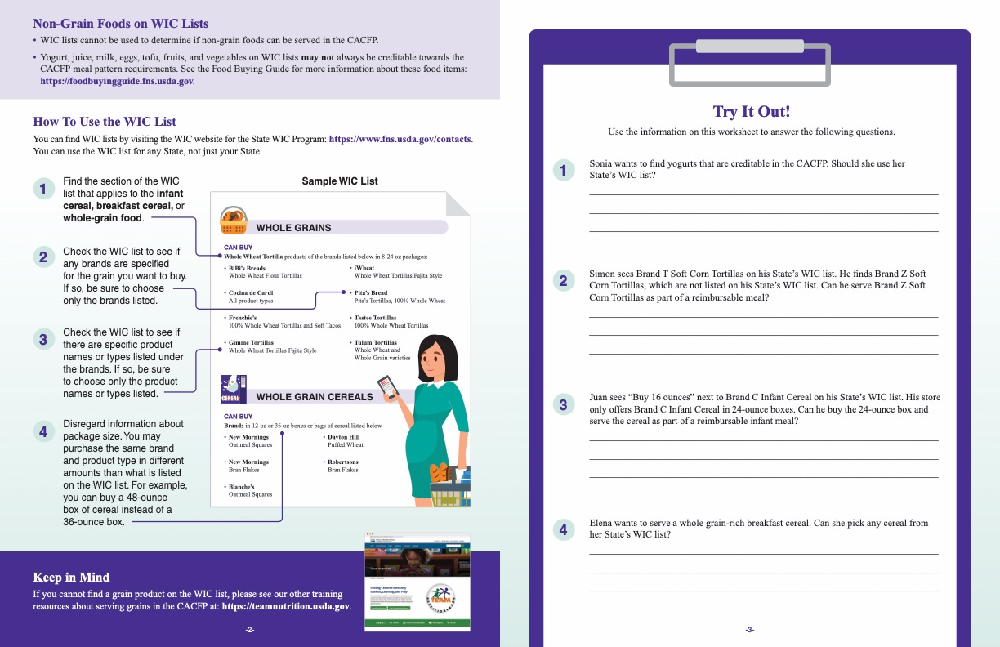 Non-Grain Foods on WIC Lists
• WIC lists cannot be used to determine if non-grain foods can be served in the CACFP.
• Yogurt, juice, milk, eggs, tofu, fruits, and vegetables on WIC lists may not always be creditable towards the
CACFP meal pattern requirements. See the Food Buying Guide for more information about these food items:
https://foodbuyingguide.fns.usda.gov.
How To Use the WIC List
You can find WIC lists by visiting the WIC website for the State WIC Program: https://www.fns.usda.gov/contacts.
You can use the WIC list for any State, not just your State.
1
Find the section of the WIC
list that applies to the infant
cereal, breakfast cereal, or
whole-grain food.
2
Check the WIC list to see if
any brands are specified
for the grain you want to buy.
If so, be sure to choose
only the brands listed.
3
Check the WIC list to see if
there are specific product
names or types listed under
the brands. If so, be sure
to choose only the product
names or types listed.
4
Disregard information about
package size. You may
purchase the same brand
and product type in different
amounts than what is listed
on the WIC list. For example,
you can buy a 48-ounce
box of cereal instead of a
36-ounce box.
Sample WIC List
WHOLE GRAINS
CAN BUY
Whole Wheat Tortilla products of the brands listed below in 8-24 oz packages:
• BiBi's Breads
Whole Wheat Flour Tortillas
• Cocina de Cardi
All product types
• Frenchie's
100% Whole Wheat Tortillas and Soft Tacos
• Gimme Tortillas
Whole Wheat Tortillas Fajita Style
• iWheat
Whole Wheat Tortillas Fajita Style
• Pita's Bread
Pita's Tortillas, 100% Whole Wheat
• Tastee Tortillas
100% Whole Wheat Tortillas
• Tulum Tortillas
Whole Wheat and
Whole Grain varieties
CEREAL
WHOLE GRAIN CEREALS
CAN BUY
Brands in 12-oz or 36-oz boxes or bags of cereal listed below
• New Mornings
Oatmeal Squares
• New Mornings
Bran Flakes
• Blanche's
Oatmeal Squares
• Dayton Hill
Puffed Wheat
• Robertsons
Bran Flakes
Keep in Mind
If you cannot find a grain product on the WIC list, please see our other training
resources about serving grains in the CACFP at: https://teamnutrition.usda.gov.
Feeding Children's Healthy
Growth, Learning, and Play
TEAM
-2-
Try It Out!
Use the information on this worksheet to answer the following questions.
1
Sonia wants to find yogurts that are creditable in the CACFP. Should she use her
State's WIC list?
2
Simon sees Brand T Soft Corn Tortillas on his State's WIC list. He finds Brand Z Soft
Corn Tortillas, which are not listed on his State's WIC list. Can he serve Brand Z Soft
Corn Tortillas as part of a reimbursable meal?
3
Juan sees “Buy 16 ounces” next to Brand C Infant Cereal on his State's WIC list. His store
only offers Brand C Infant Cereal in 24-ounce boxes. Can he buy the 24-ounce box and
serve the cereal as part of a reimbursable infant meal?
4
Elena wants to serve a whole grain-rich breakfast cereal. Can she pick any cereal from
her State's WIC list?
-3-